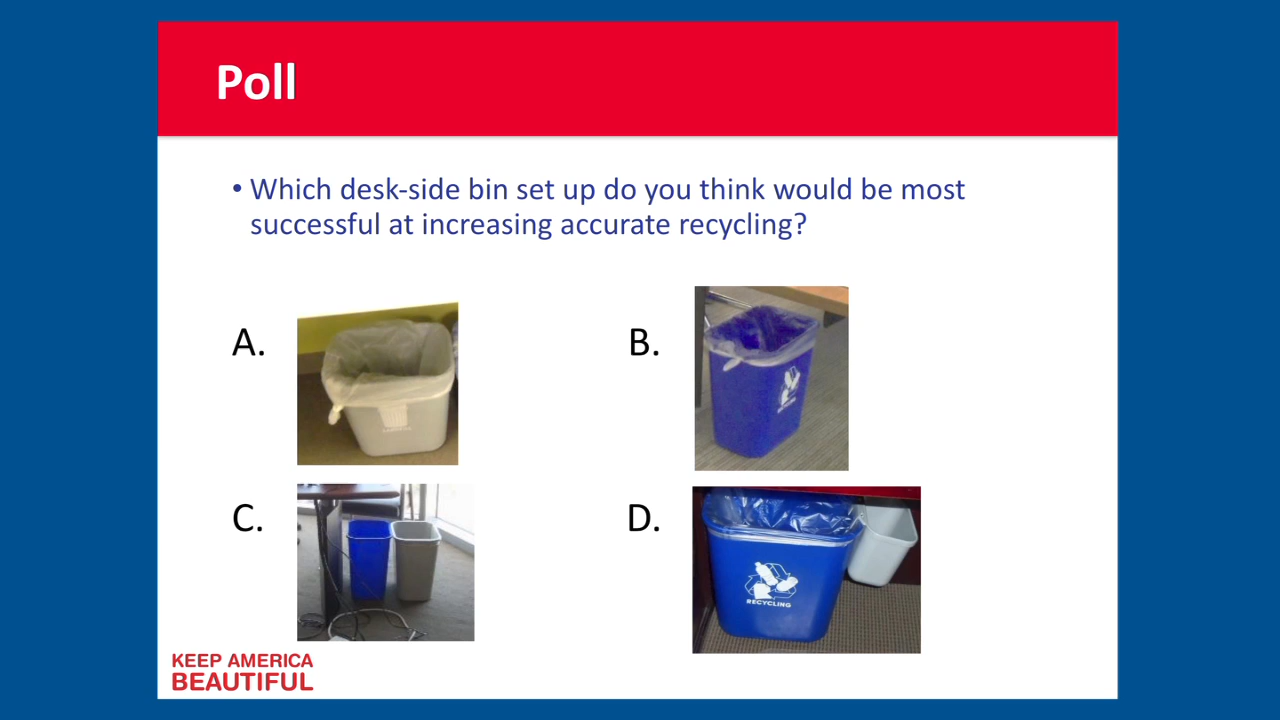 Poll
• Which desk-side bin set up do you think would be most
successful at increasing accurate recycling?
A.
B.
C.
D.
RECYCLING
KEEP AMERICA
BEAUTIFUL